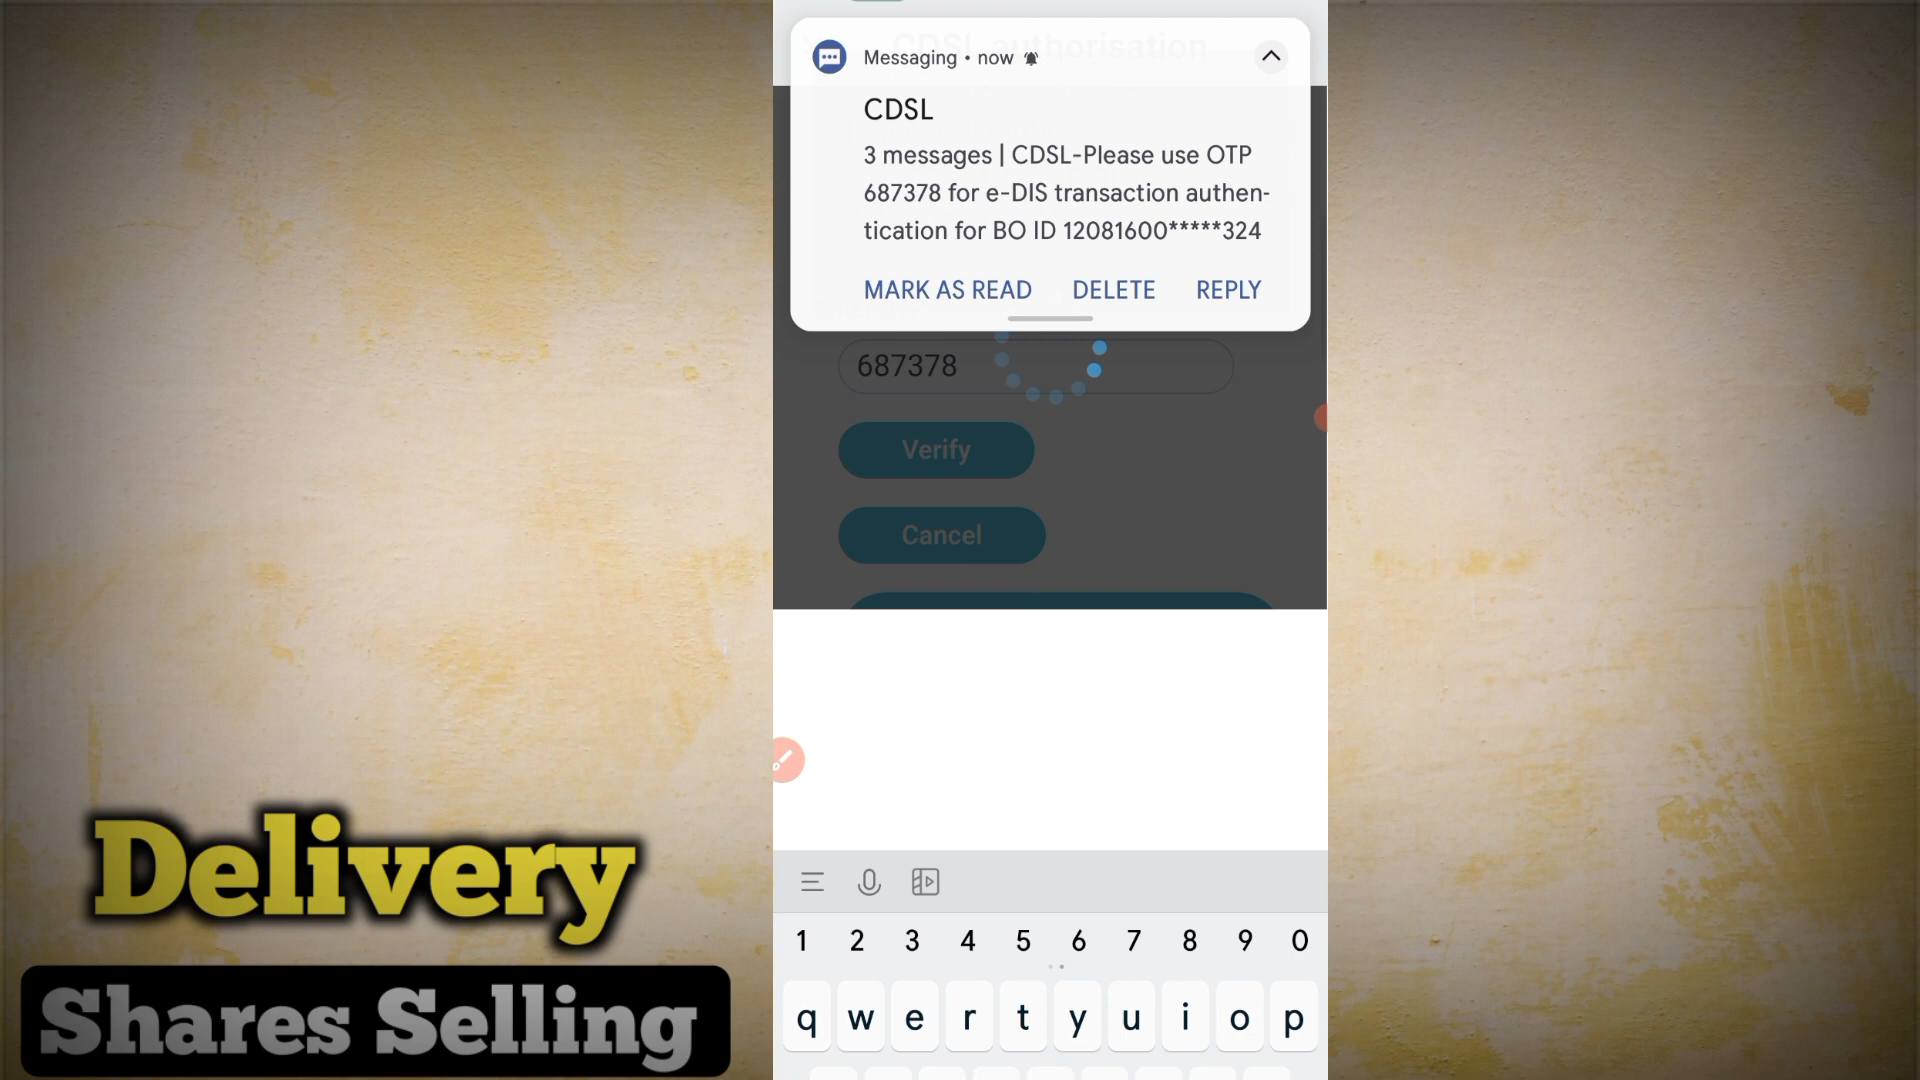 CDSL authorisation
Messaging • now
CDSL
3 messages | CDSL-Please use OTP
687378 for e-DIS transaction authen-
tication for BO ID 12081600*****324
MARK AS READ DELETE REPLY
687378
Verify
Cancel
Delivery
Shares Selling
1 2 3 4 5 6 7 8 9 0
q w e r t y u i o p